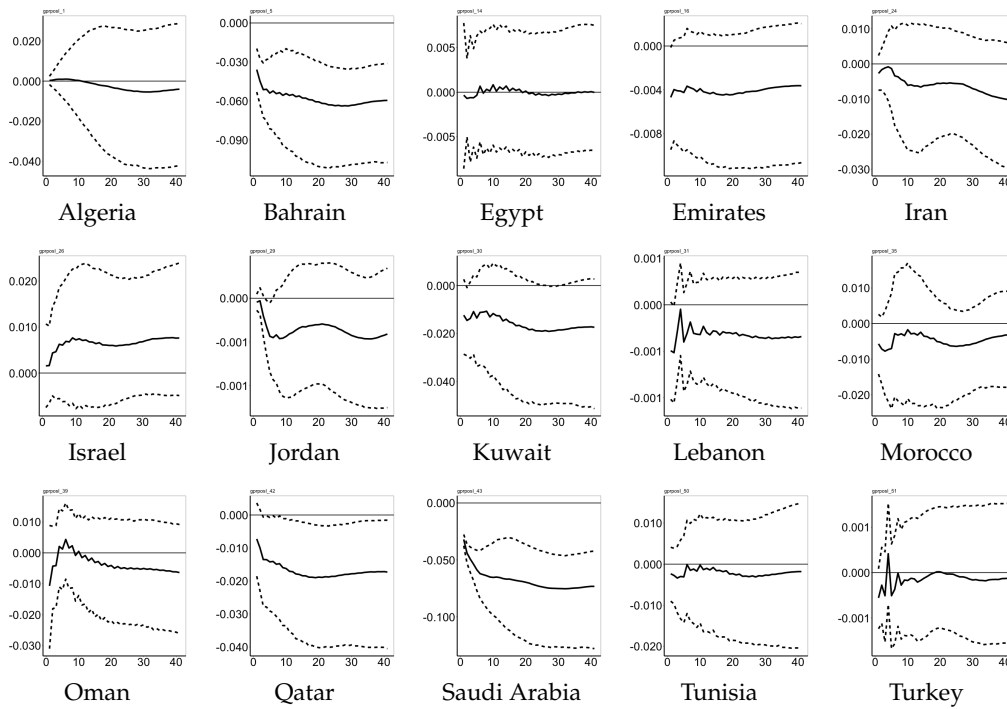 gprposl_1 gprposl_5 gprposl_14 gprposl_16 gprposl_24
0.020 0.000 -0.020 -0.040 0 10 20 30 40
0.000 -0.030 -0.060 -0.090 0 10 20 30 40
0.005 0.000 -0.005 0 10 20 30 40
0.000 -0.004 -0.008 0 10 20 30 40
0.010 0.000 -0.010 -0.020 -0.030 0 10 20 30 40
Algeria Bahrain Egypt Emirates Iran
gprposl_26 gprposl_29 gprposl_30 gprposl_31 gprposl_35
0.020 0.010 0.000 0 10 20 30 40
0.000 -0.001 -0.001 0 10 20 30 40
0.000 -0.020 -0.040 0 10 20 30 40
0.001 0.000 -0.001 -0.001 0 10 20 30 40
0.010 0.000 -0.010 -0.020 0 10 20 30 40
Israel Jordan Kuwait Lebanon Morocco
gprposl_39 gprposl_42 gprposl_43 gprposl_50 gprposl_51
0.010 0.000 -0.010 -0.020 -0.030 0 10 20 30 40
0.000 -0.010 -0.020 -0.030 -0.040 0 10 20 30 40
0.000 -0.050 -0.100 0 10 20 30 40
0.010 0.000 -0.010 -0.020 0 10 20 30 40
0.001 0.000 -0.001 0 10 20 30 40
Oman Qatar Saudi Arabia Tunisia Turkey